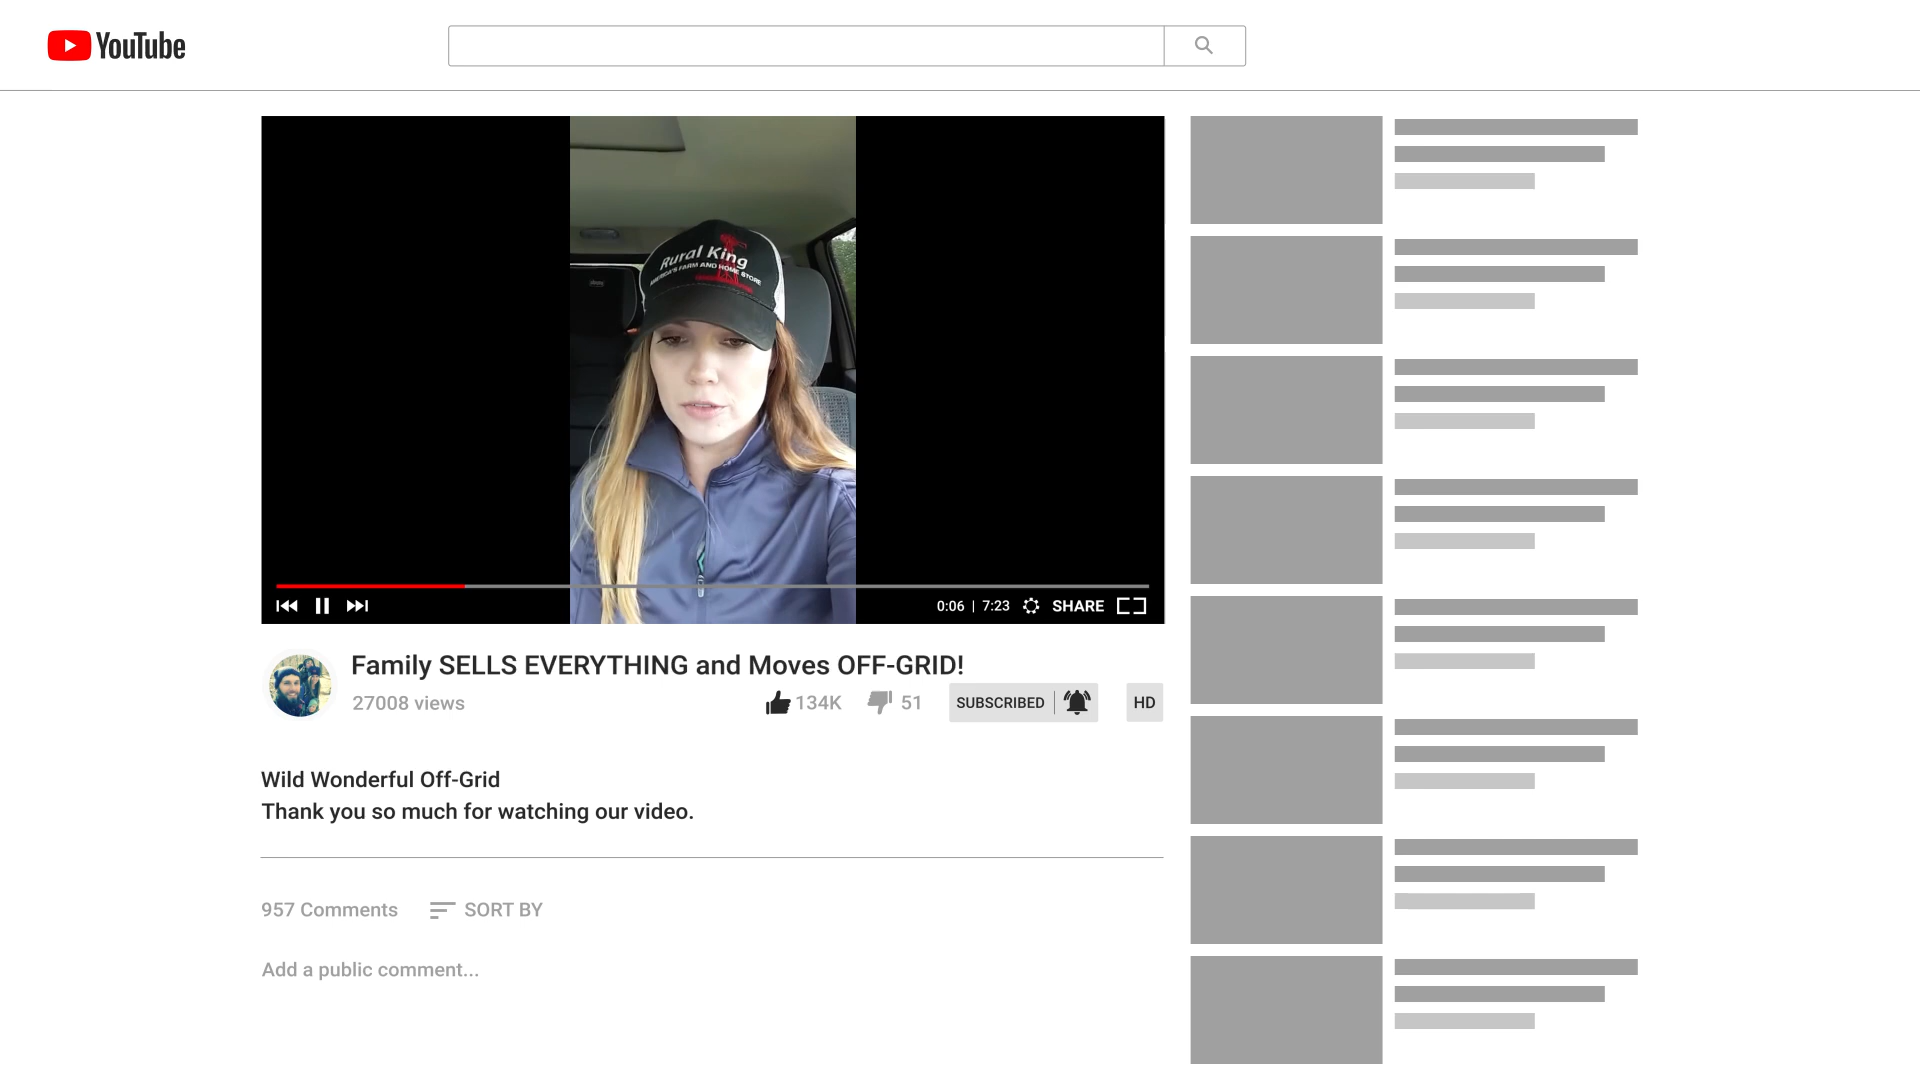 YouTube
Rural King
AMERICA'S FARM AND HOME STORE
RK
0:06 | 7:23 SHARE
Family SELLS EVERYTHING and Moves OFF-GRID!
27008 views 134K 51 SUBSCRIBED HD
Wild Wonderful Off-Grid
Thank you so much for watching our video.
957 Comments SORT BY
Add a public comment...